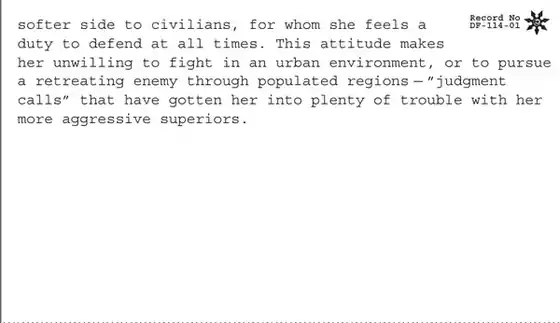 softer side to civilians, for whom she feels a
duty to defend at all times. This attitude makes
her unwilling to fight in an urban environment, or to pursue
a retreating enemy through populated regions — "judgment
calls" that have gotten her into plenty of trouble with her
more aggressive superiors.
Record No
DF-114-01